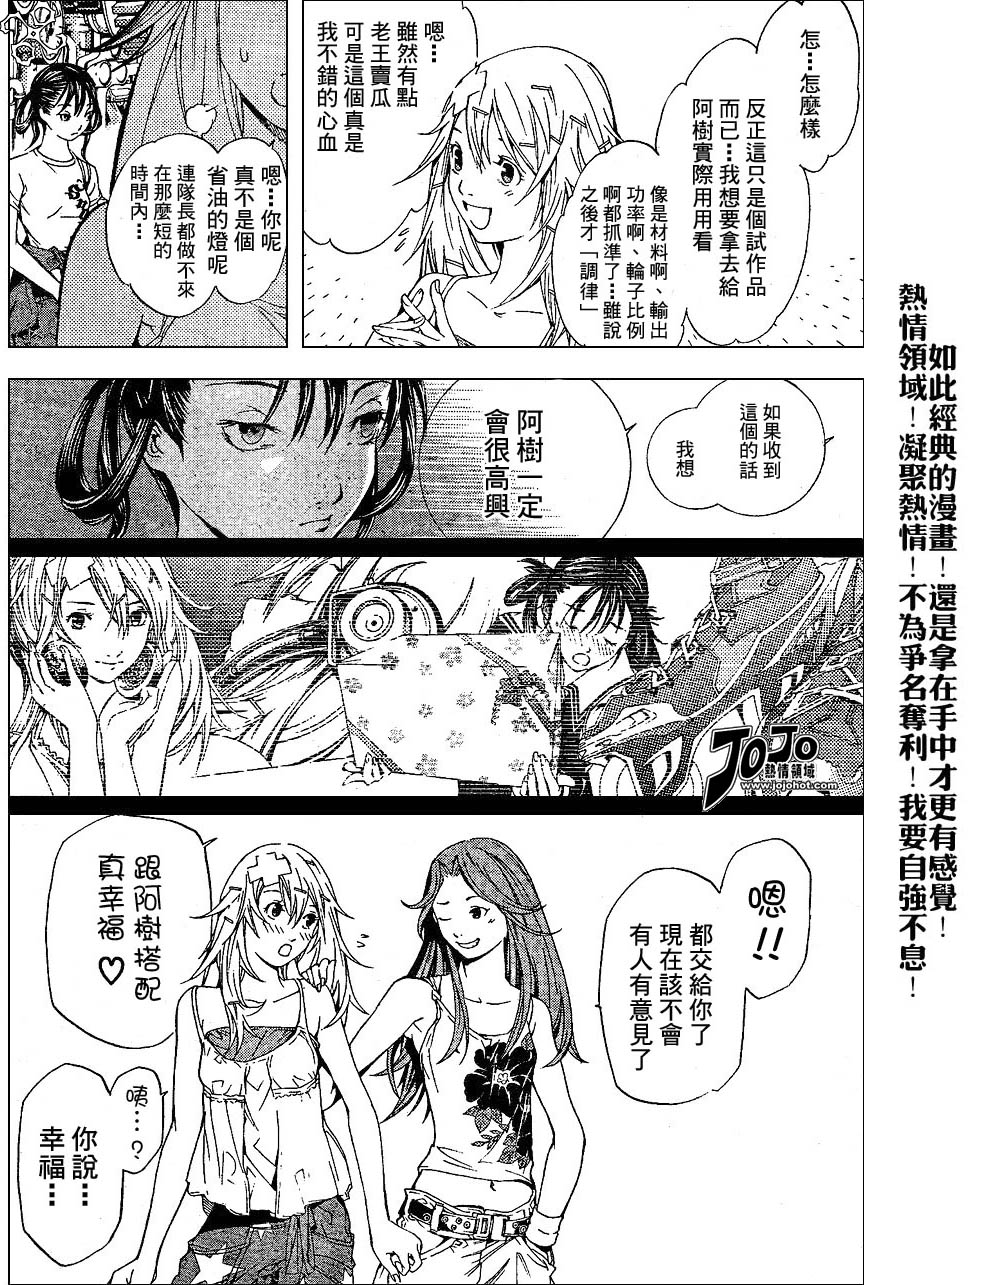 怎…怎麼樣
反正這只是個試作品
而已…我想要拿去給
阿樹實際用用看
像是材料啊、輸出
功率啊、輪子比例
啊都抓準了…雖說
之後才「調律」
嗯…
雖然有點
老王賣瓜
可是這個真是
我不錯的心血
嗯…你呢
真不是個
省油的燈呢
連隊長都做不來
在那麼短的
時間內…
如果收到
這個的話
我想
阿樹一定
會很高興
JOJO
熱情領域
www.jojohot.com
嗯!!
都交給你了
現在該不會
有人有意見了
跟阿樹搭配
真幸福♡
咦…?
你說…
幸福…
如此經典的漫畫！還是拿在手中才更有感覺！
熱情領域！凝聚熱情！不為爭名奪利！我要自強不息！